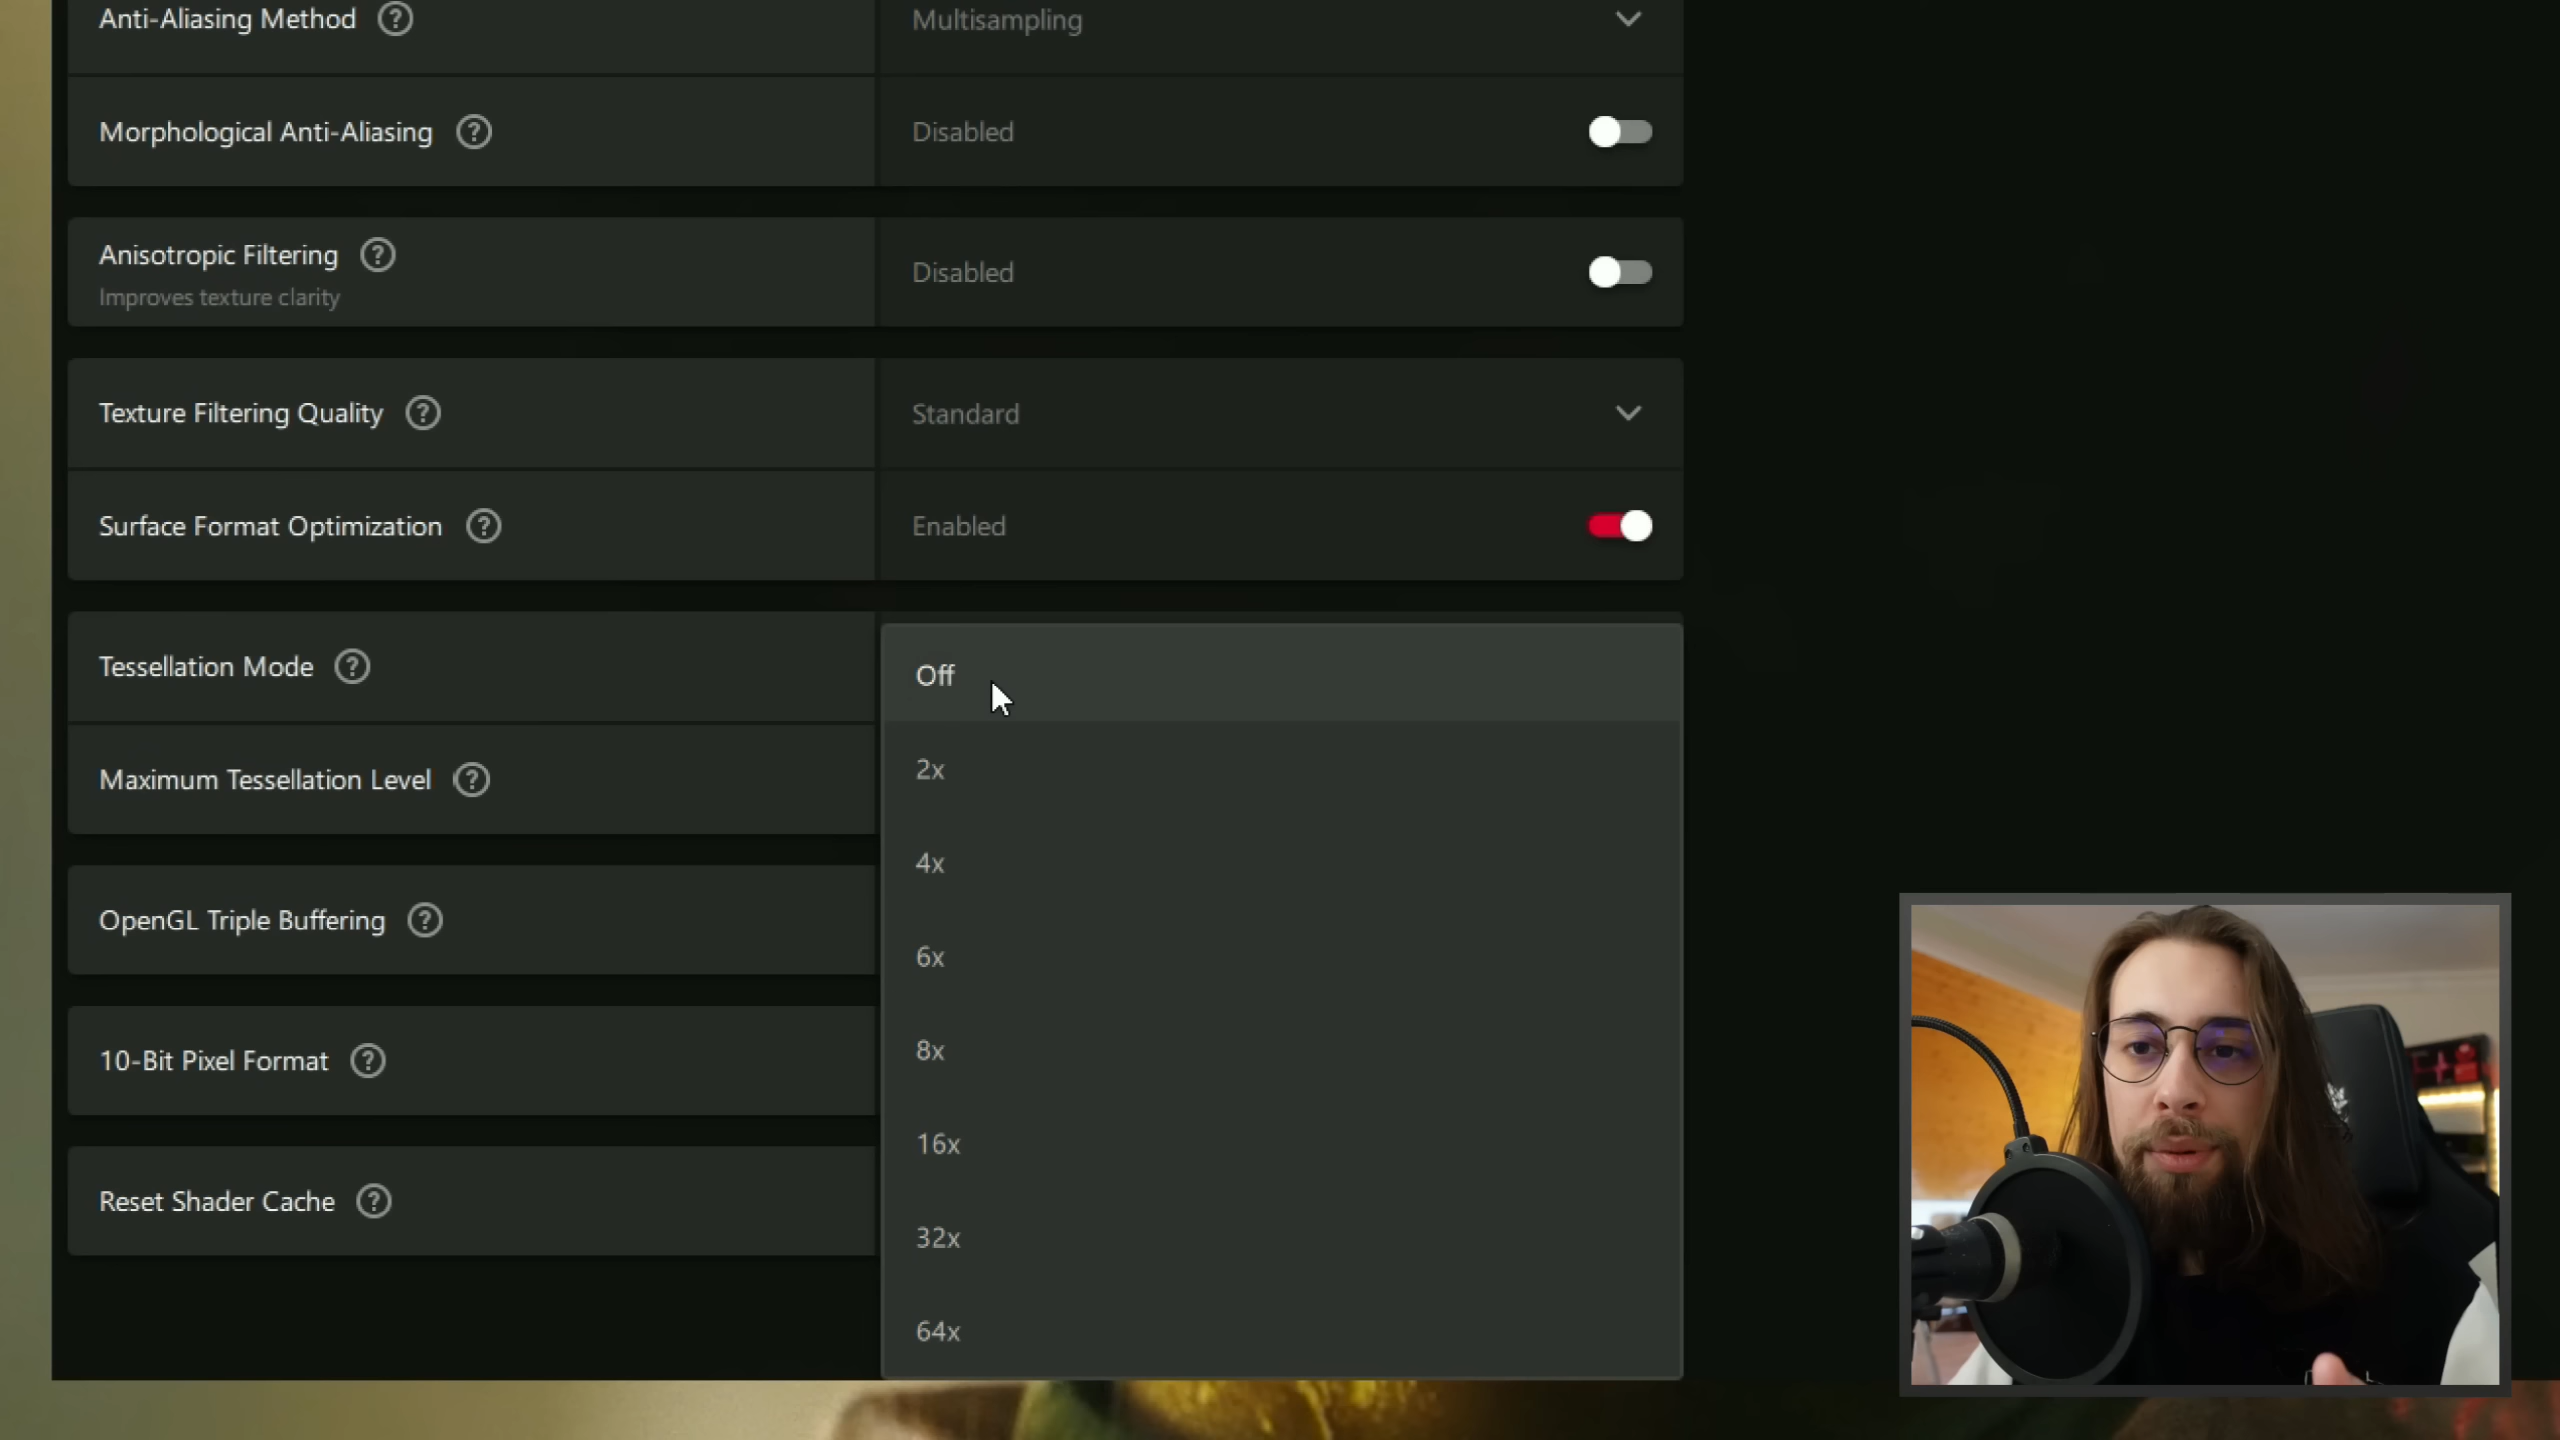 Anti-Aliasing Method
Multisampling
Morphological Anti-Aliasing
Disabled
Anisotropic Filtering
Improves texture clarity
Disabled
Texture Filtering Quality
Standard
Surface Format Optimization
Enabled
Tessellation Mode
Maximum Tessellation Level
OpenGL Triple Buffering
10-Bit Pixel Format
Reset Shader Cache
Off
2x
4x
6x
8x
16x
32x
64x